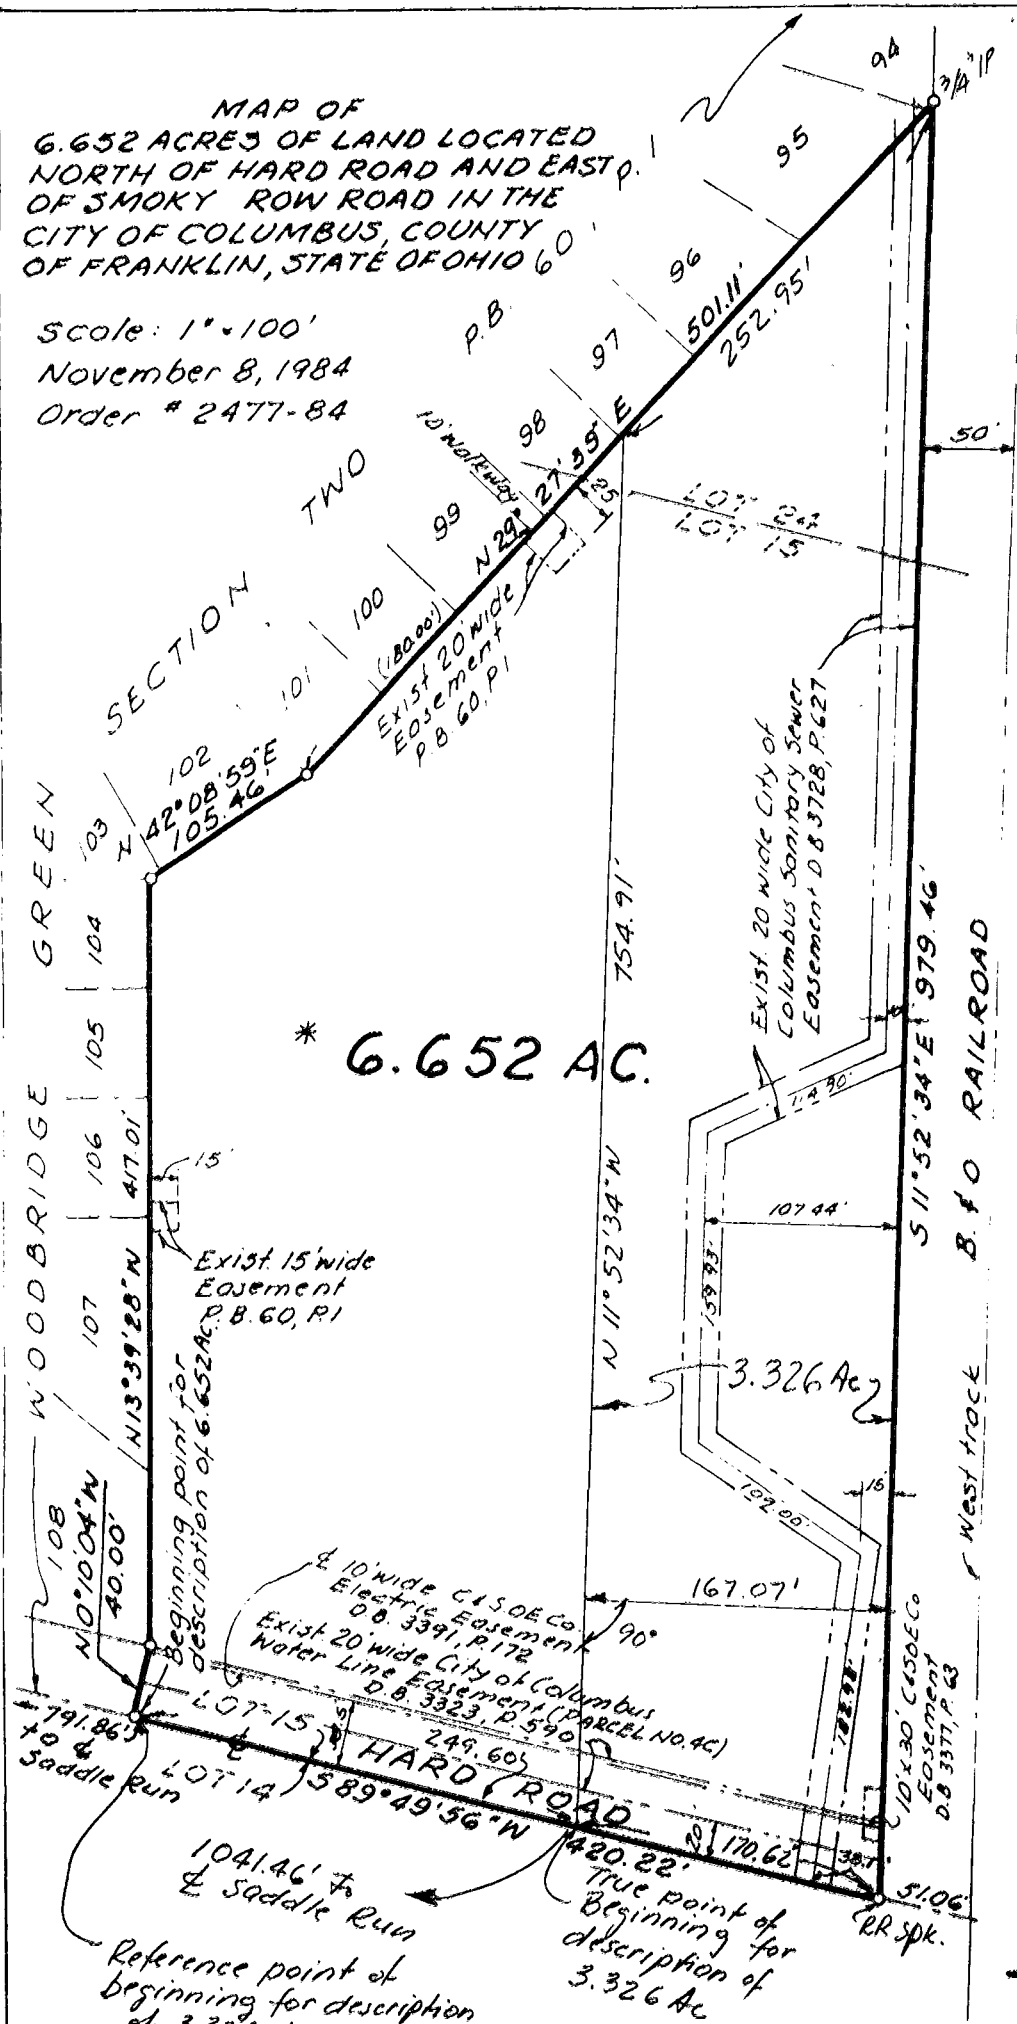 MAP OF
6.652 ACRES OF LAND LOCATED
NORTH OF HARD ROAD AND EAST
OF SMOKY ROW ROAD IN THE
CITY OF COLUMBUS, COUNTY
OF FRANKLIN, STATE OF OHIO
Scale: 1" = 100'
November 8, 1984
Order # 2477-84
P.B. 60, P. 1
94
3/4" IP
95
96
97
98
99
100
101
102
103
104
105
106
107
108
501.11'
252.95'
N 29° 27' 39" E
10' Walkway
25'
(180.00')
Exist 20' wide
Easement
P.B. 60, P.1
LOT 24
LOT 15
50'
SECTION TWO
WOODBRIDGE GREEN
N 42° 08' 59" E
105.46'
Exist. 20' wide City of
Columbus Sanitary Sewer
Easement D B 3728, P. 627
754.91'
N 11° 52' 34" W
* 6.652 AC.
S 11° 52' 34" E 979.46'
B. & O RAILROAD
West track
114.90'
107.44'
159.93'
417.01'
N 13° 39' 28" W
15'
Exist. 15' wide
Easement
P.B. 60, P.1
3.326 Ac
15'
102.00'
Beginning point for
description of 6.652 Ac.
N 0° 10' 04" W
40.00'
℄ 10' wide C & S O E Co.
Electric Easement
D.B. 3391, P. 172
Exist. 20' wide City of Columbus
Water Line Easement (PARCEL NO. 4C)
D.B. 3323, P. 590
167.07'
90°
10' x 30' C & S O E Co
Easement
D.B 3377, P. 63
791.86'
to ℄
Saddle Run
LOT 15
℄
LOT 14
249.60'
HARD ROAD
S 89° 49' 56" W
420.22'
20'
170.62'
51.06'
RR Spk.
1041.46' to
℄ Saddle Run
True point of
Beginning for
description of
3.326 Ac
Reference point of
beginning for description